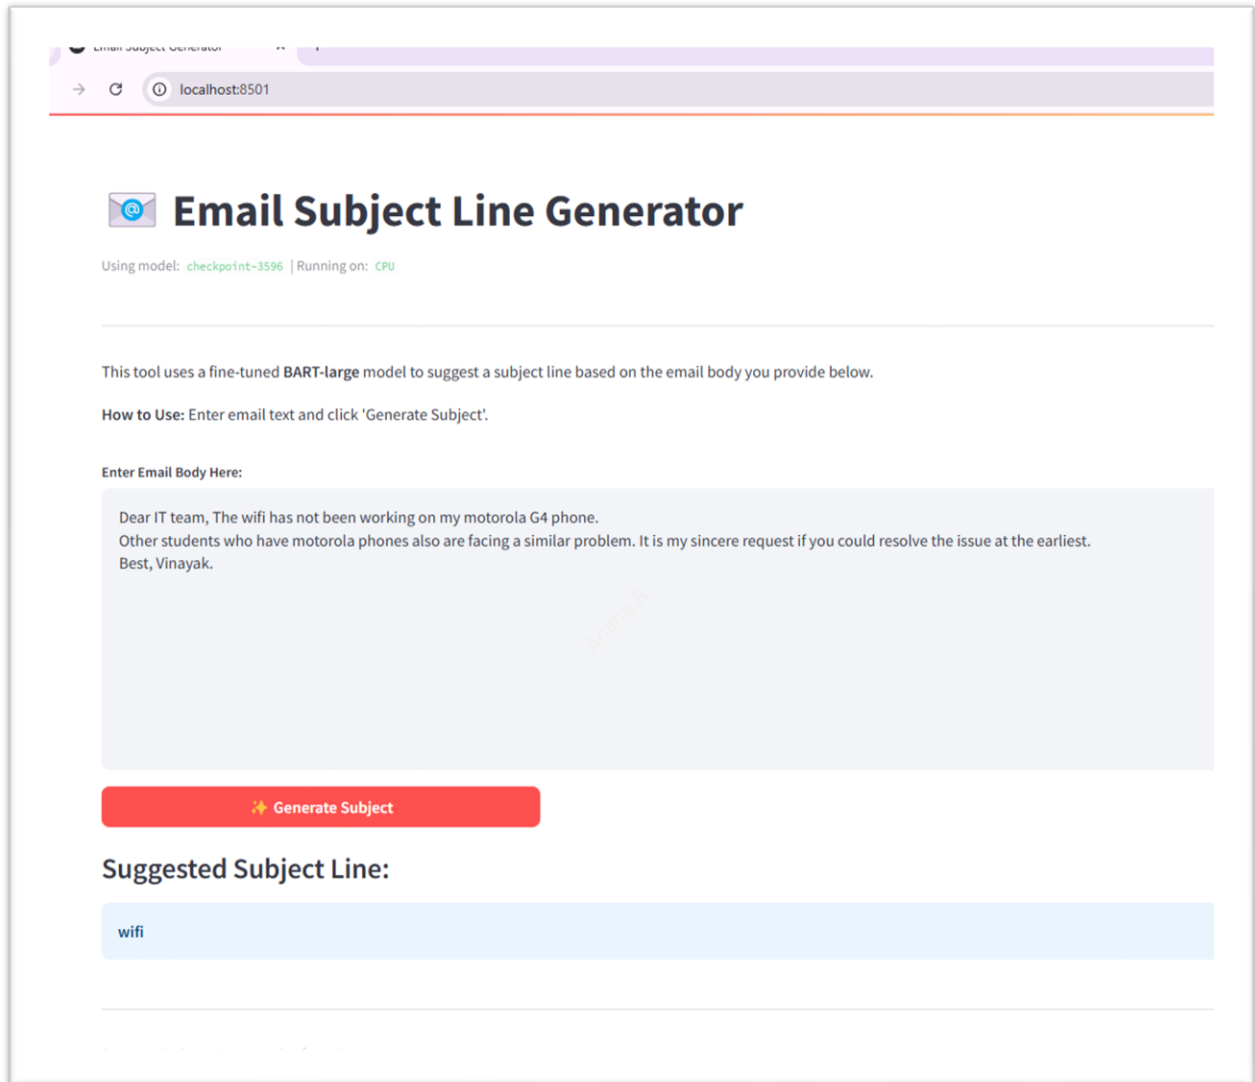 Email Subject Generator
localhost:8501
Email Subject Line Generator
Using model: checkpoint-3596 | Running on: CPU
This tool uses a fine-tuned BART-large model to suggest a subject line based on the email body you provide below.
How to Use: Enter email text and click 'Generate Subject'.
Enter Email Body Here:
Dear IT team, The wifi has not been working on my motorola G4 phone.
Other students who have motorola phones also are facing a similar problem. It is my sincere request if you could resolve the issue at the earliest.
Best, Vinayak.
Anitha R
✨ Generate Subject
Suggested Subject Line:
wifi